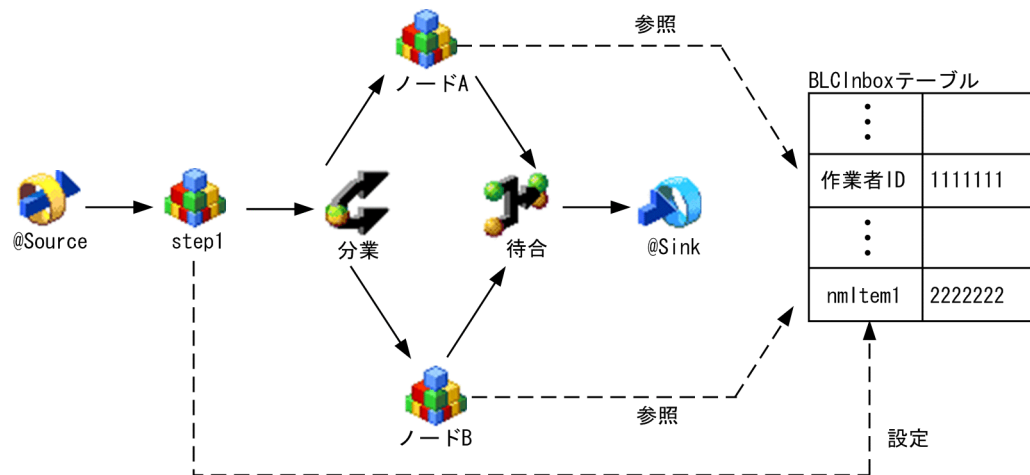 参照
ノードA
BLCInboxテーブル
作業者ID 1111111
@Source
step1
分業
待合
@Sink
nmItem1 2222222
ノードB
参照
設定